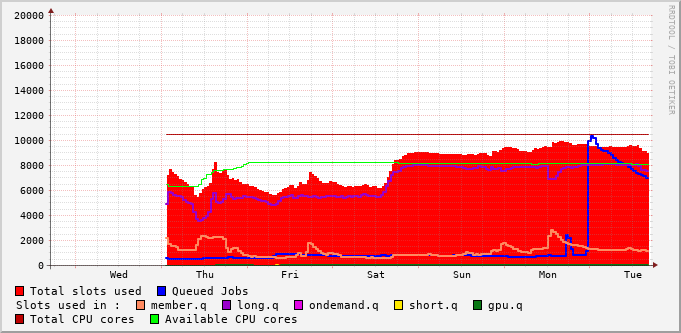 RRDTOOL / TOBI OETIKER
20000
18000
16000
14000
12000
10000
8000
6000
4000
2000
0
Wed Thu Fri Sat Sun Mon Tue
Total slots used Queued Jobs
Slots used in : member.q long.q ondemand.q short.q gpu.q
Total CPU cores Available CPU cores